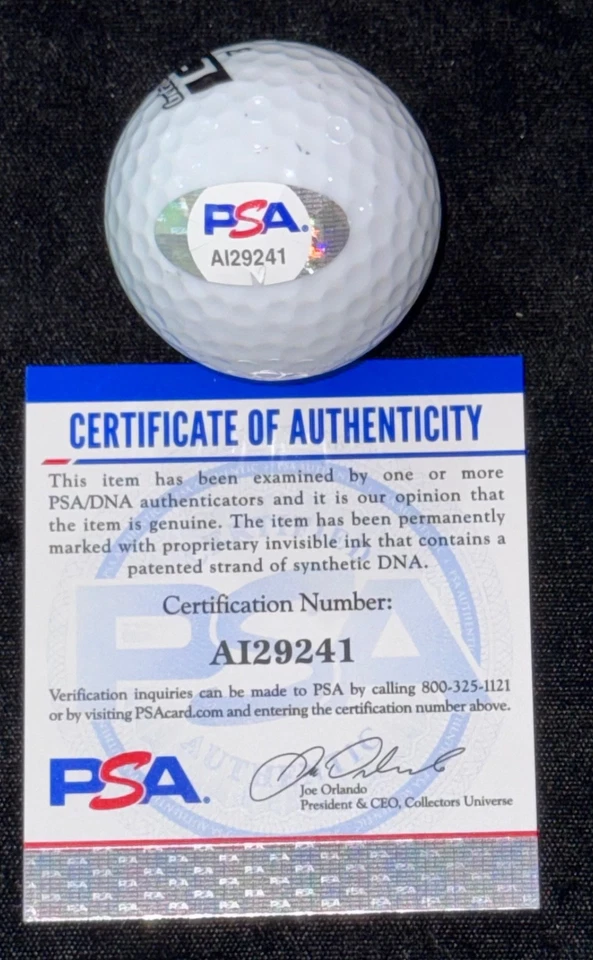 PSA
AI29241
CERTIFICATE OF AUTHENTICITY
This item has been examined by one or more
PSA/DNA authenticators and it is our opinion that
the item is genuine. The item has been permanently
marked with proprietary invisible ink that contains a
patented strand of synthetic DNA.
Certification Number:
AI29241
Verification inquiries can be made to PSA by calling 800-325-1121
or by visiting PSAcard.com and entering the certification number above.
PSA
Joe Orlando
President & CEO, Collectors Universe